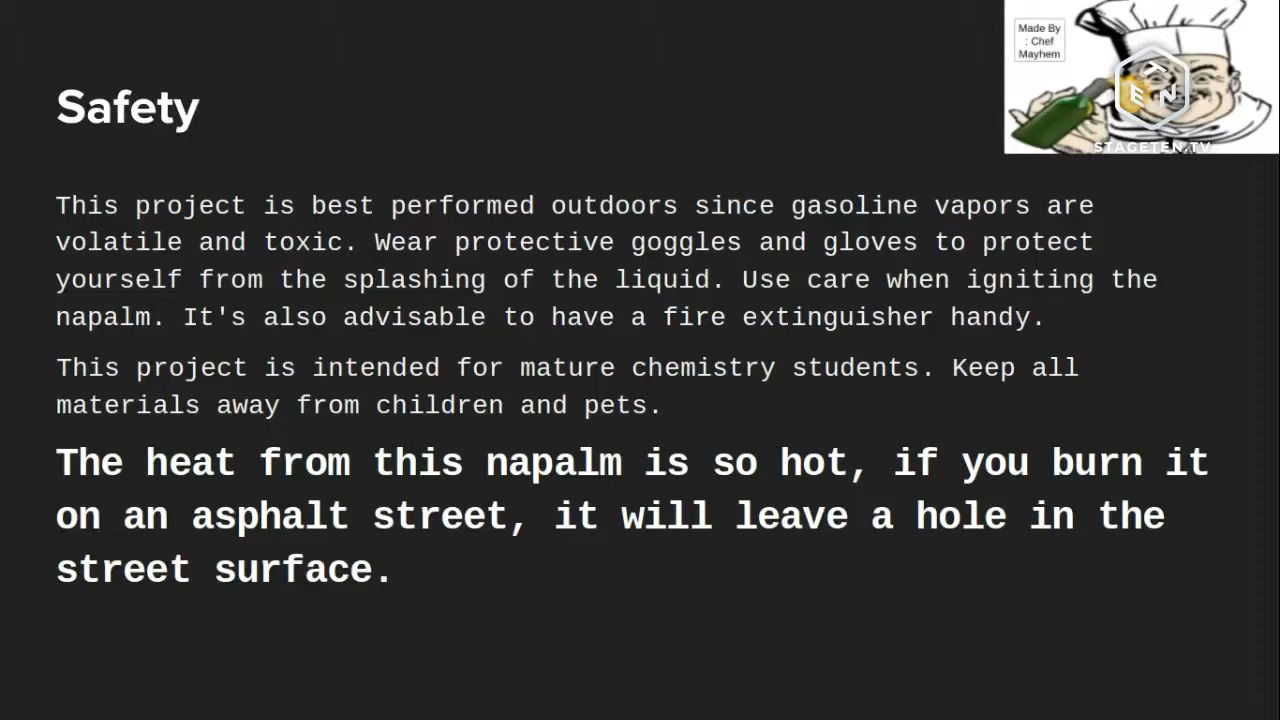 Made By
: Chef
Mayhem
TEN
STAGETEN.TV
Safety
This project is best performed outdoors since gasoline vapors are
volatile and toxic. Wear protective goggles and gloves to protect
yourself from the splashing of the liquid. Use care when igniting the
napalm. It's also advisable to have a fire extinguisher handy.
This project is intended for mature chemistry students. Keep all
materials away from children and pets.
The heat from this napalm is so hot, if you burn it
on an asphalt street, it will leave a hole in the
street surface.